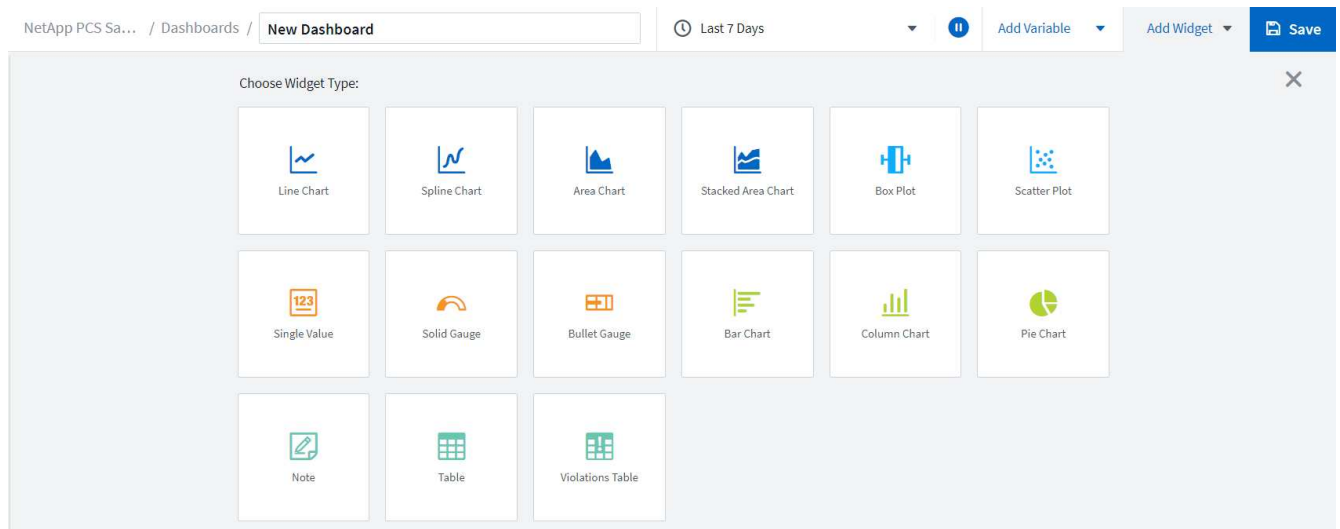 NetApp PCS Sa... / Dashboards / New Dashboard Last 7 Days Add Variable Add Widget Save
Choose Widget Type:
Line Chart Spline Chart Area Chart Stacked Area Chart Box Plot Scatter Plot
123
Single Value Solid Gauge Bullet Gauge Bar Chart Column Chart Pie Chart
Note Table Violations Table